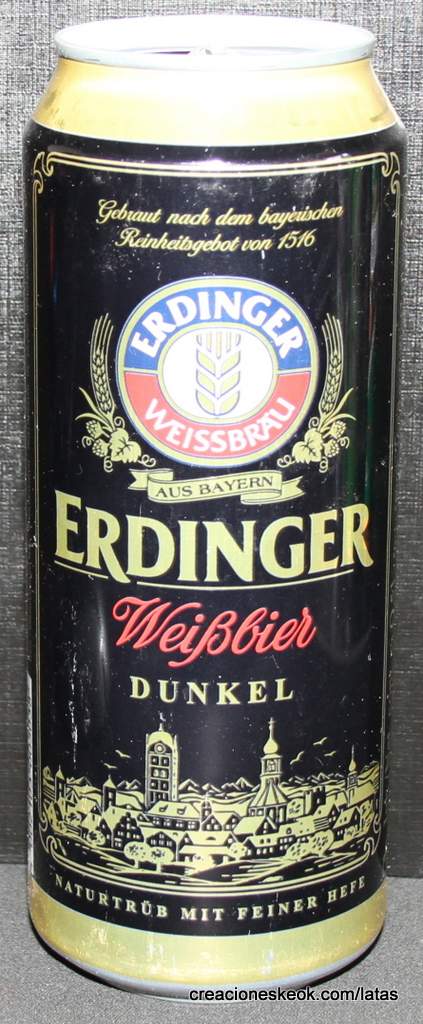 Gebraut nach dem bayerischen
Reinheitsgebot von 1516
ERDINGER
WEISSBRÄU
AUS BAYERN
ERDINGER
Weißbier
DUNKEL
NATURTRÜB MIT FEINER HEFE
creacioneskeok.com/latas